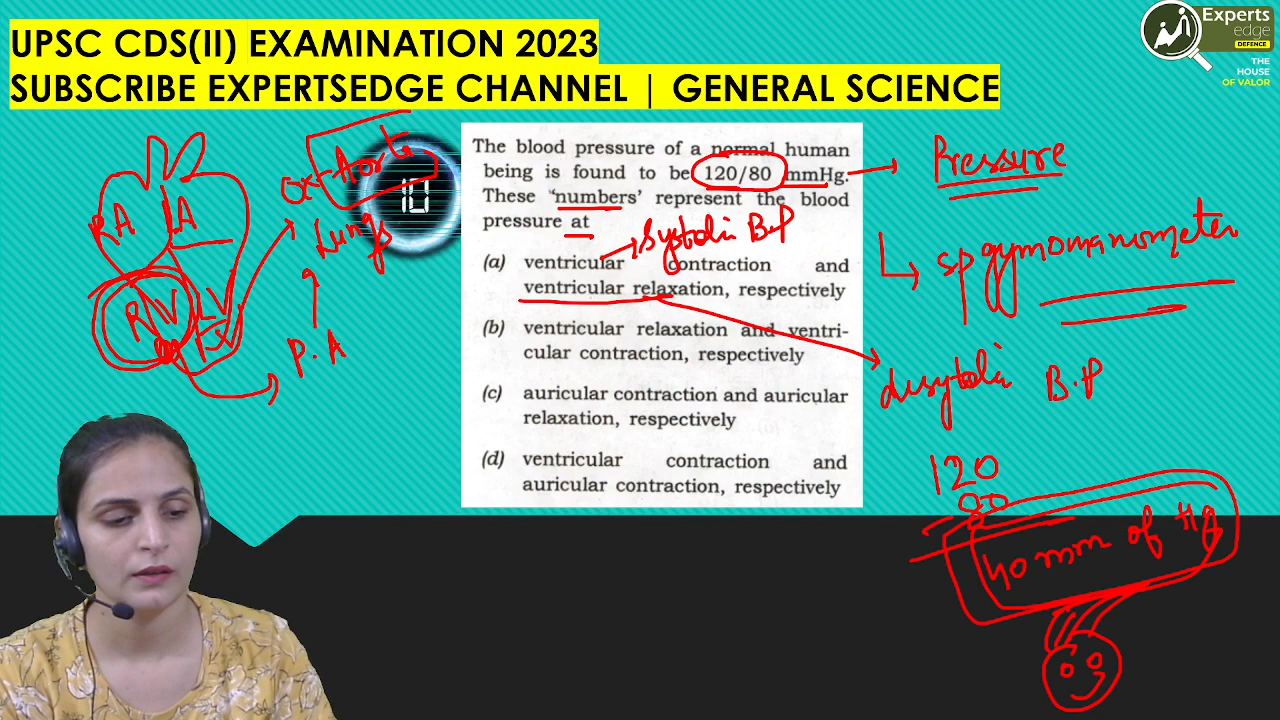 UPSC CDS(II) EXAMINATION 2023
SUBSCRIBE EXPERTSEDGE CHANNEL | GENERAL SCIENCE
Experts
edge
DEFENCE
THE
HOUSE
OF VALOR
The blood pressure of a normal human
being is found to be 120/80 mmHg.
These 'numbers' represent the blood
pressure at
(a) ventricular contraction and
ventricular relaxation, respectively
(b) ventricular relaxation and ventri-
cular contraction, respectively
(c) auricular contraction and auricular
relaxation, respectively
(d) ventricular contraction and
auricular contraction, respectively
10
Aorta
Lungs
RA
LA
RV
LV
P.A
Pressure
Systolic B.P
spgymomanometer
B.P
120
80
40 mm of Hg